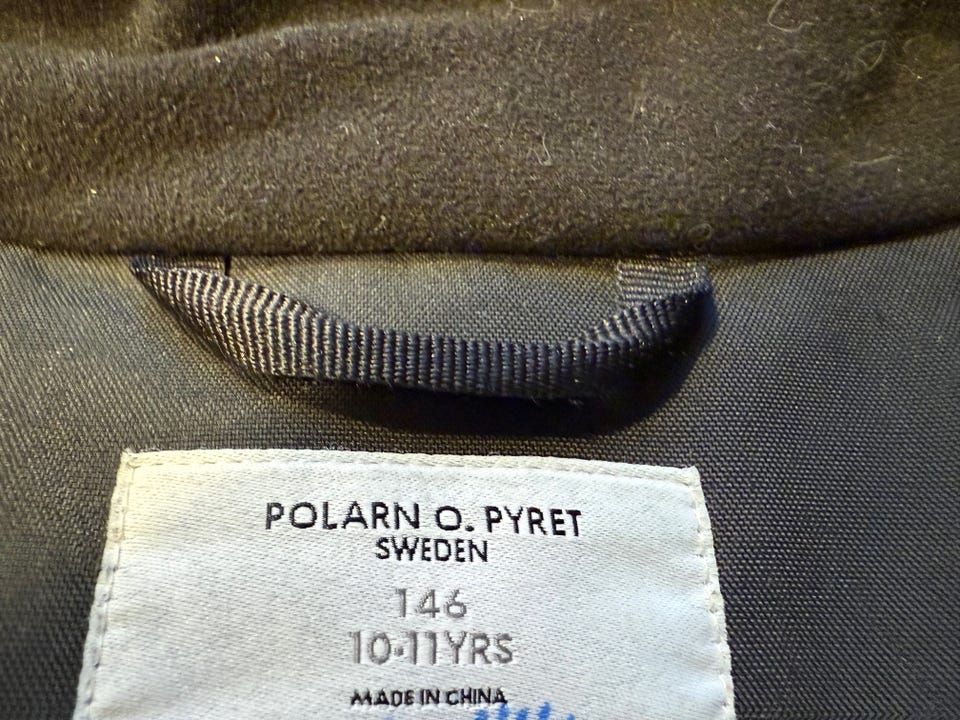 POLARN O. PYRET
SWEDEN
146
10-11YRS
MADE IN CHINA